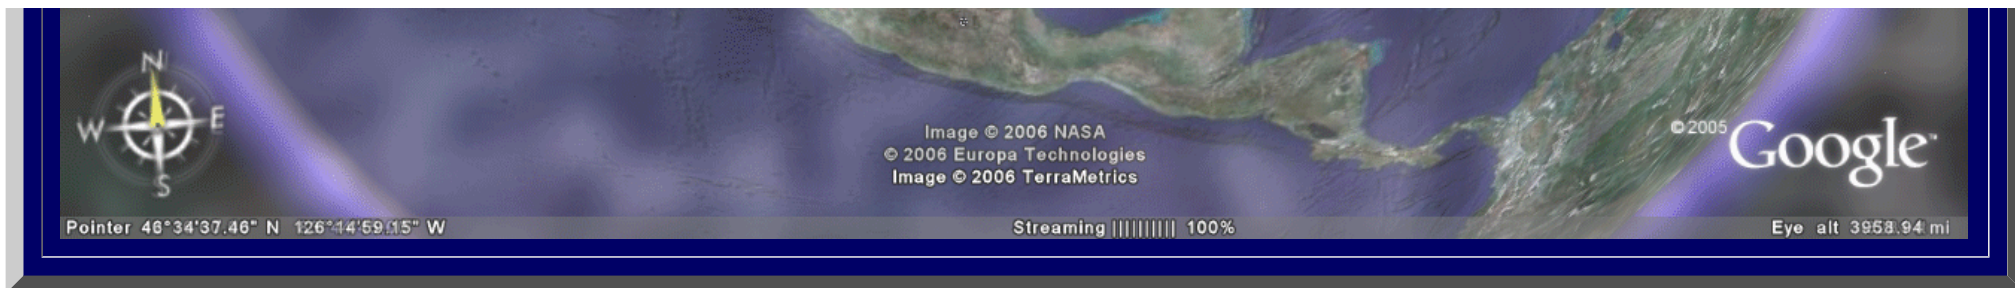 N
W E
S
Image © 2006 NASA
© 2006 Europa Technologies
Image © 2006 TerraMetrics
© 2005 Google™
Pointer 46°34'37.46" N 126°14'59.15" W Streaming |||||||||| 100% Eye alt 3958.94 mi